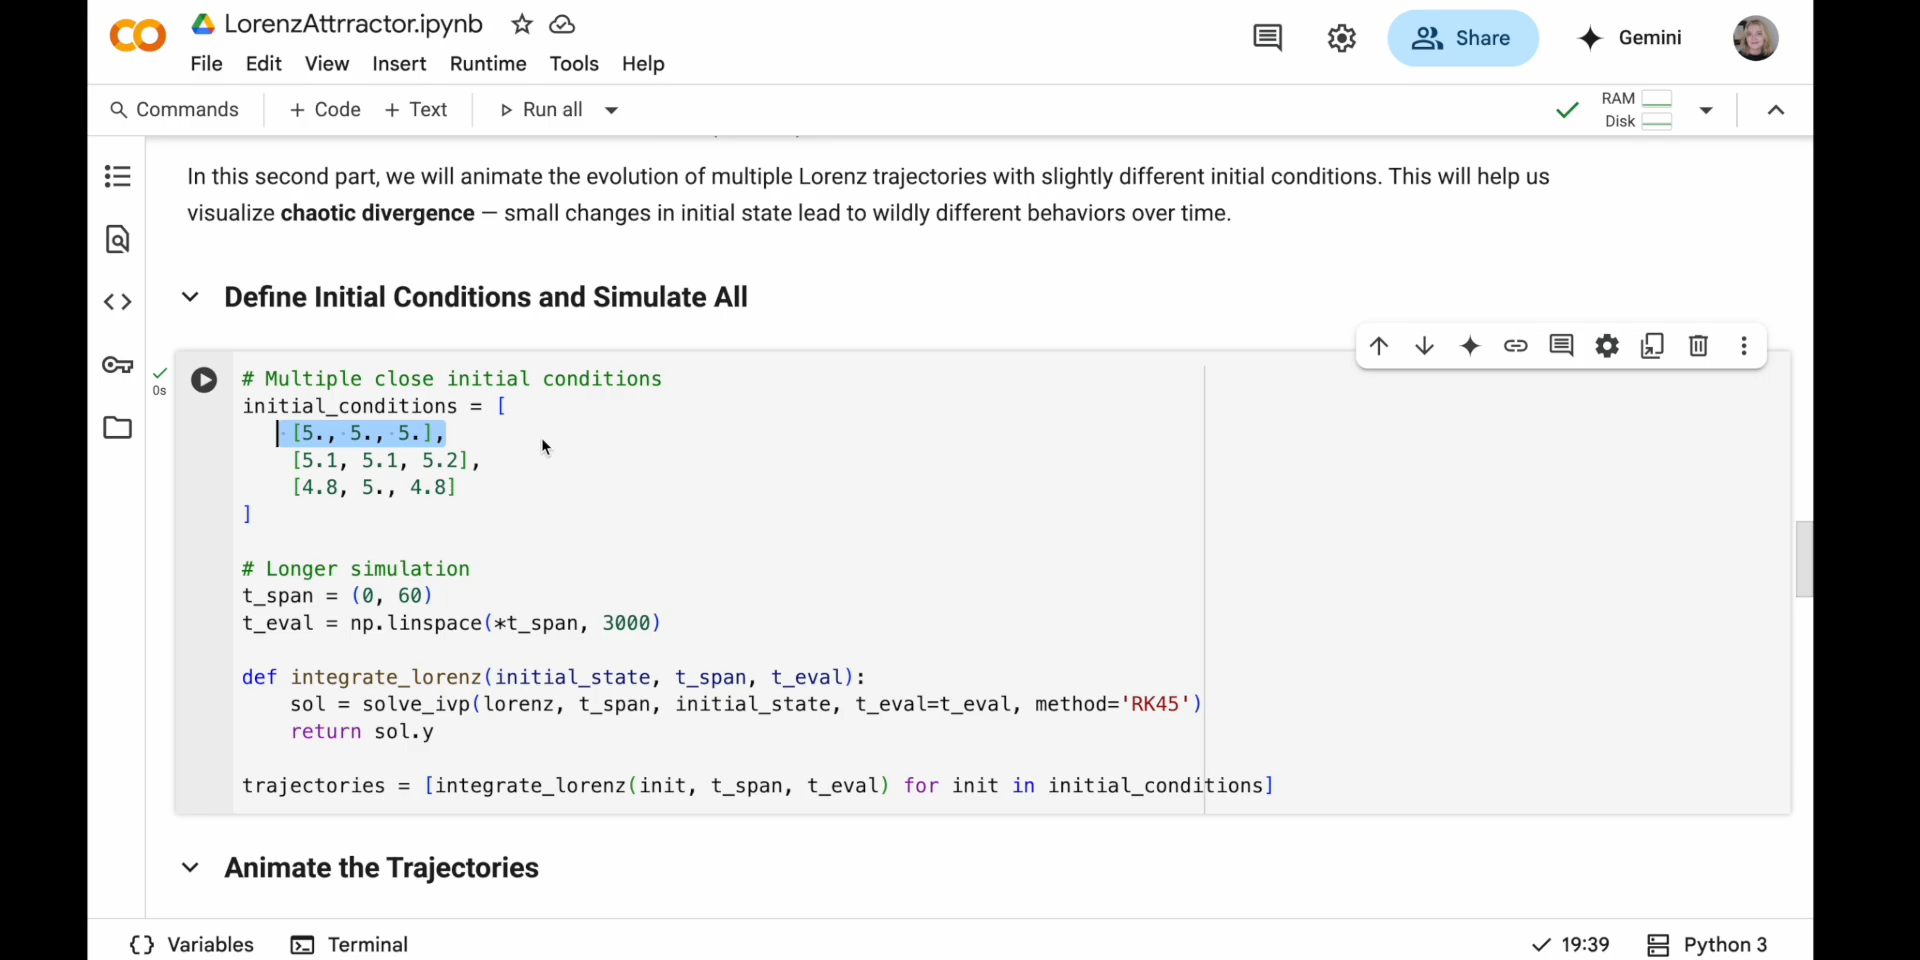 LorenzAttrractor.ipynb
File Edit View Insert Runtime Tools Help
Share
Gemini
Commands + Code + Text Run all
RAM
Disk
In this second part, we will animate the evolution of multiple Lorenz trajectories with slightly different initial conditions. This will help us
visualize chaotic divergence — small changes in initial state lead to wildly different behaviors over time.
Define Initial Conditions and Simulate All
0s
# Multiple close initial conditions
initial_conditions = [
[5., 5., 5.],
[5.1, 5.1, 5.2],
[4.8, 5., 4.8]
]
# Longer simulation
t_span = (0, 60)
t_eval = np.linspace(*t_span, 3000)
def integrate_lorenz(initial_state, t_span, t_eval):
sol = solve_ivp(lorenz, t_span, initial_state, t_eval=t_eval, method='RK45')
return sol.y
trajectories = [integrate_lorenz(init, t_span, t_eval) for init in initial_conditions]
Animate the Trajectories
{} Variables Terminal
19:39 Python 3